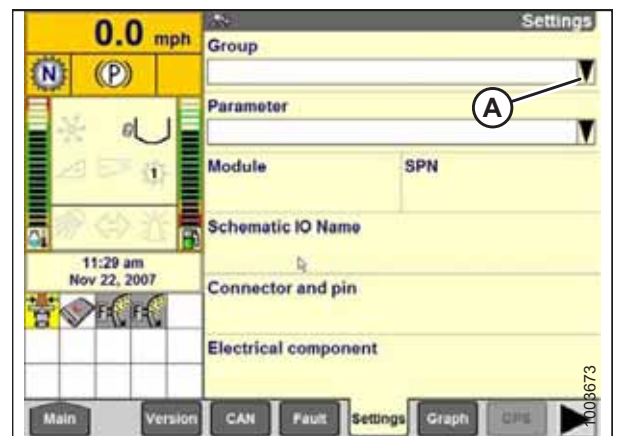 0.0 mph
Settings
Group
N
(P)
A
Parameter
1
Module
SPN
Schematic IO Name
11:29 am
Nov 22, 2007
Connector and pin
F
F
Electrical component
1003673
Main
Version
CAN
Fault
Settings
Graph
GPS